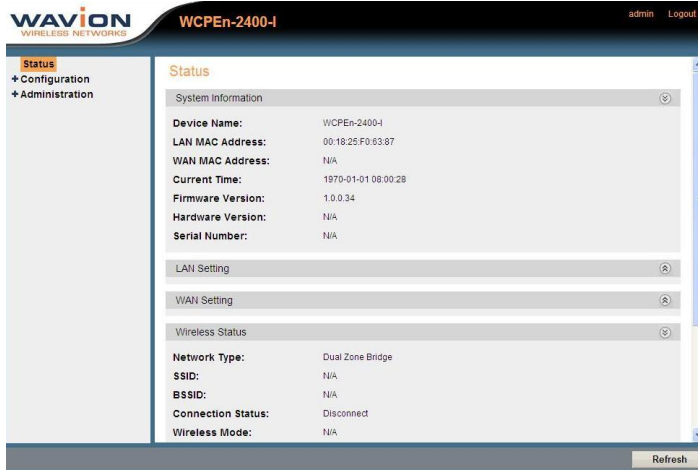 WAVION
WIRELESS NETWORKS
WCPEn-2400-I
admin Logout
Status
+ Configuration
+ Administration
Status
System Information
Device Name: WCPEn-2400-I
LAN MAC Address: 00:18:25:F0:63:87
WAN MAC Address: N/A
Current Time: 1970-01-01 08:00:28
Firmware Version: 1.0.0.34
Hardware Version: N/A
Serial Number: N/A
LAN Setting
WAN Setting
Wireless Status
Network Type: Dual Zone Bridge
SSID: N/A
BSSID: N/A
Connection Status: Disconnect
Wireless Mode: N/A
Refresh